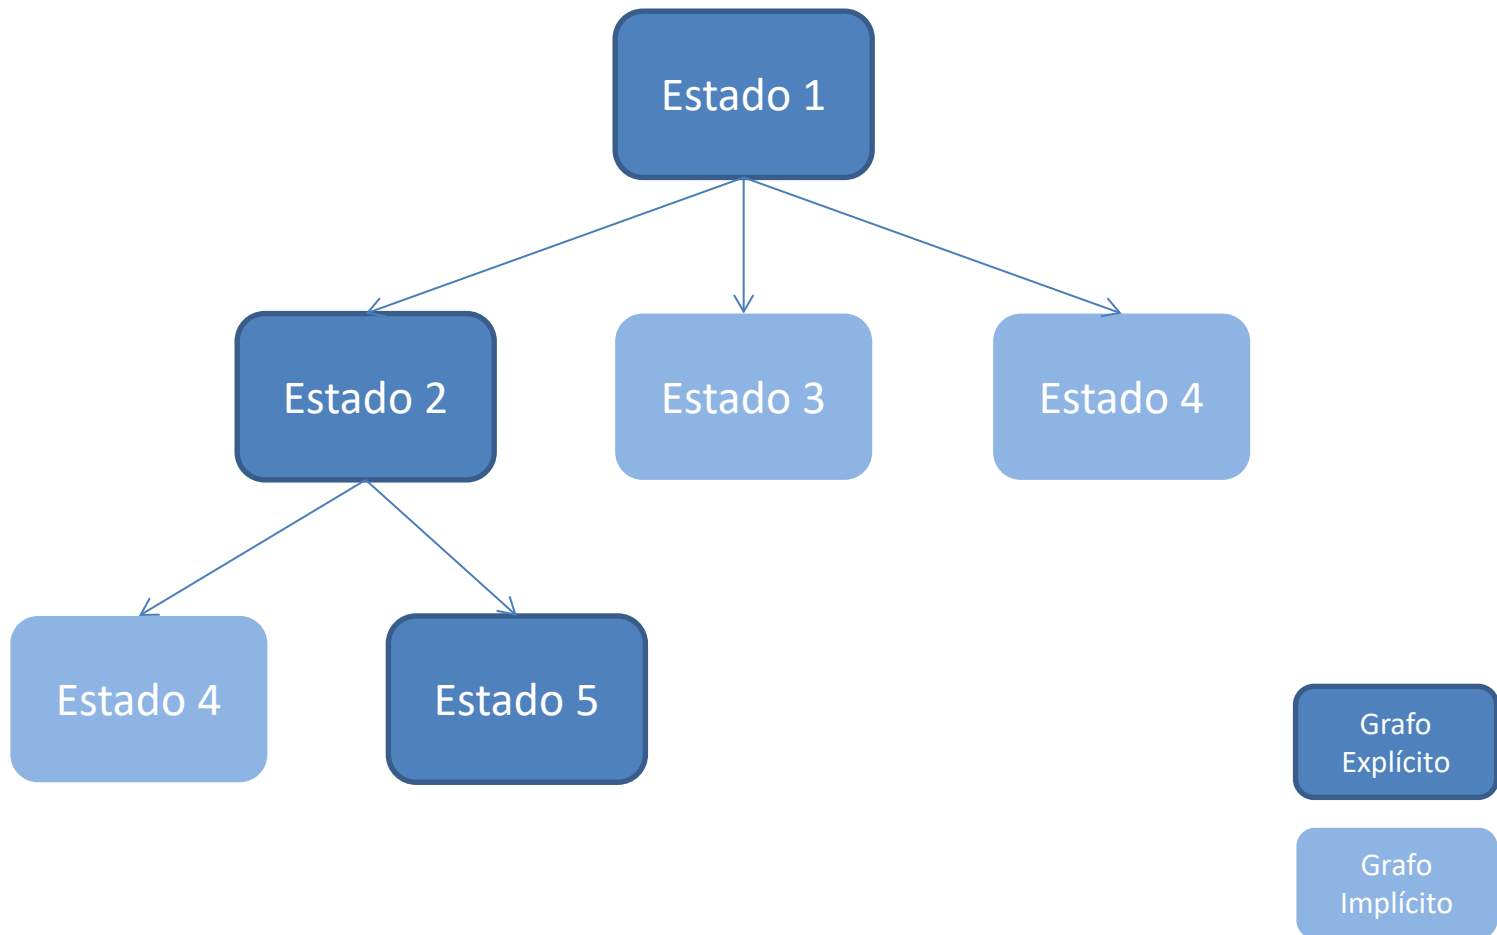 Estado 1
Estado 2
Estado 3
Estado 4
Estado 4
Estado 5
Grafo
Explícito
Grafo
Implícito